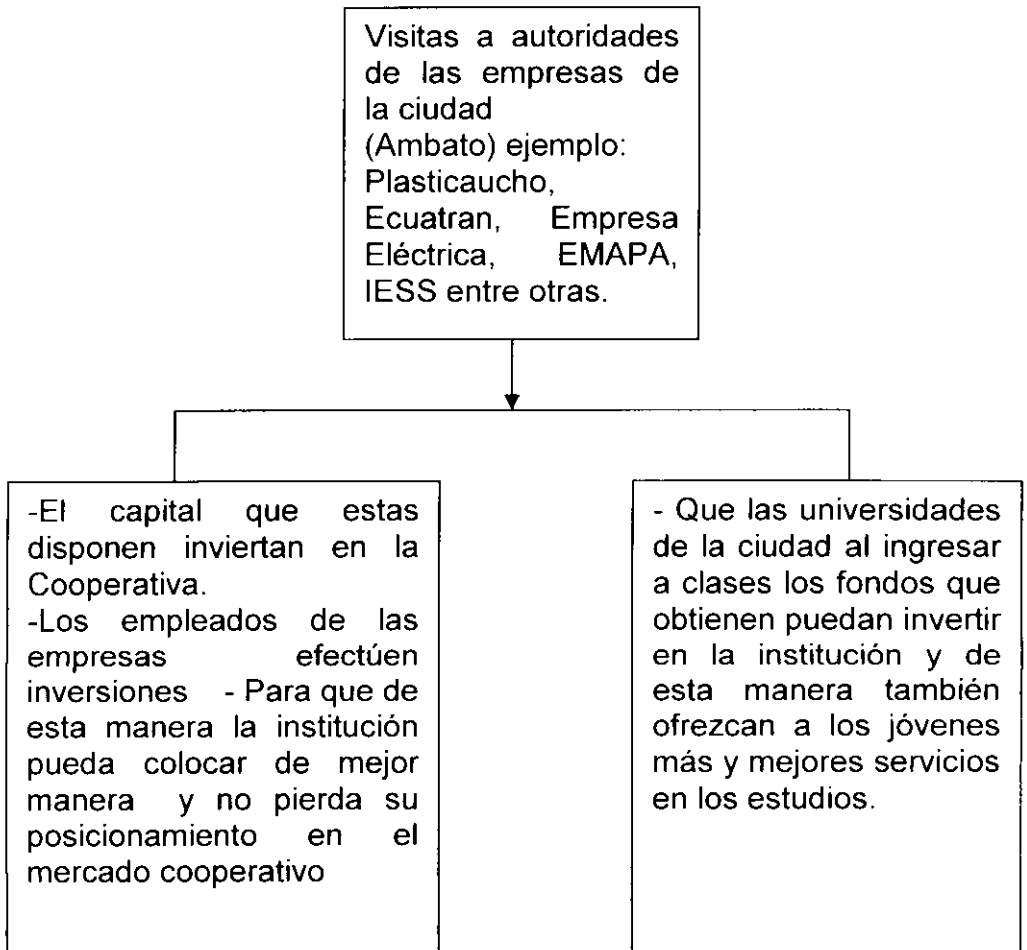 Visitas a autoridades
de las empresas de
la ciudad
(Ambato) ejemplo:
Plasticaucho,
Ecuatran, Empresa
Eléctrica, EMAPA,
IESS entre otras.
-El capital que estas
disponen inviertan en la
Cooperativa.
-Los empleados de las
empresas efectúen
inversiones - Para que de
esta manera la institución
pueda colocar de mejor
manera y no pierda su
posicionamiento en el
mercado cooperativo
- Que las universidades
de la ciudad al ingresar
a clases los fondos que
obtienen puedan invertir
en la institución y de
esta manera también
ofrezcan a los jóvenes
más y mejores servicios
en los estudios.